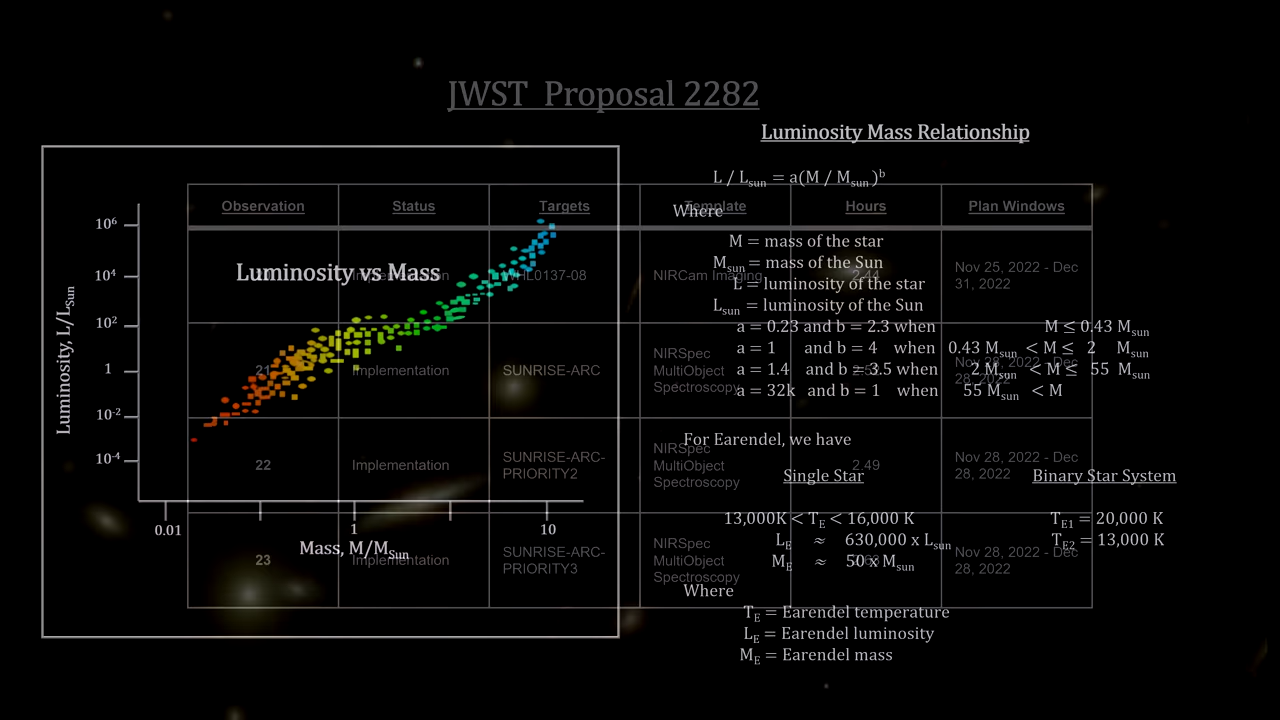 JWST Proposal 2282
Observation Status Targets Template Hours Plan Windows
Implementation WHL0137-08 NIRCam Imaging 2.44 Nov 25, 2022 - Dec
31, 2022
21 Implementation SUNRISE-ARC NIRSpec
MultiObject
Spectroscopy
Nov 28, 2022 - Dec
28, 2022
22 Implementation SUNRISE-ARC-
PRIORITY2
NIRSpec
MultiObject
Spectroscopy
2.49 Nov 28, 2022 - Dec
28, 2022
23 Implementation SUNRISE-ARC-
PRIORITY3
NIRSpec
MultiObject
Spectroscopy
Nov 28, 2022 - Dec
28, 2022
Luminosity vs Mass
Luminosity, L/L_Sun
10⁶
10⁴
10²
1
10⁻²
10⁻⁴
0.01 1 10
Mass, M/M_Sun
Luminosity Mass Relationship
L / L_sun = a(M / M_sun)^b
Where
M = mass of the star
M_sun = mass of the Sun
L = luminosity of the star
L_sun = luminosity of the Sun
a = 0.23 and b = 2.3 when M ≤ 0.43 M_sun
a = 1 and b = 4 when 0.43 M_sun < M ≤ 2 M_sun
a = 1.4 and b = 3.5 when 2 M_sun < M ≤ 55 M_sun
a = 32k and b = 1 when 55 M_sun < M
For Earendel, we have
Single Star Binary Star System
13,000K < T_E < 16,000 K T_E1 = 20,000 K
L_E ≈ 630,000 x L_sun T_E2 = 13,000 K
M_E ≈ 50 x M_sun
Where
T_E = Earendel temperature
L_E = Earendel luminosity
M_E = Earendel mass